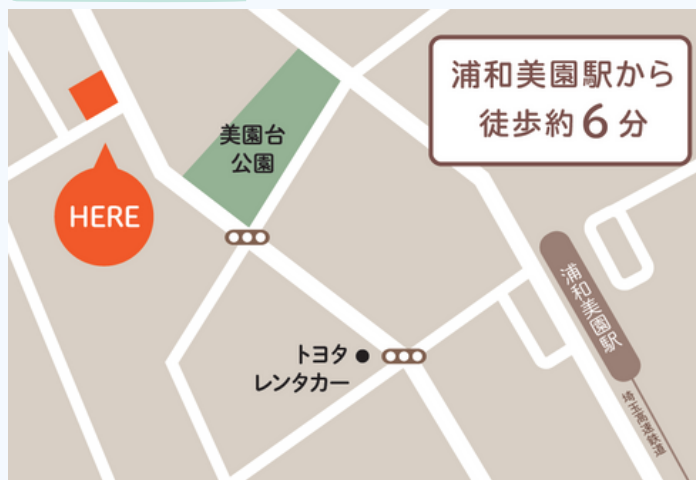 浦和美園駅から
徒歩約6分
美園台
公園
HERE
浦和美園駅
トヨタ
レンタカー
埼玉高速鉄道